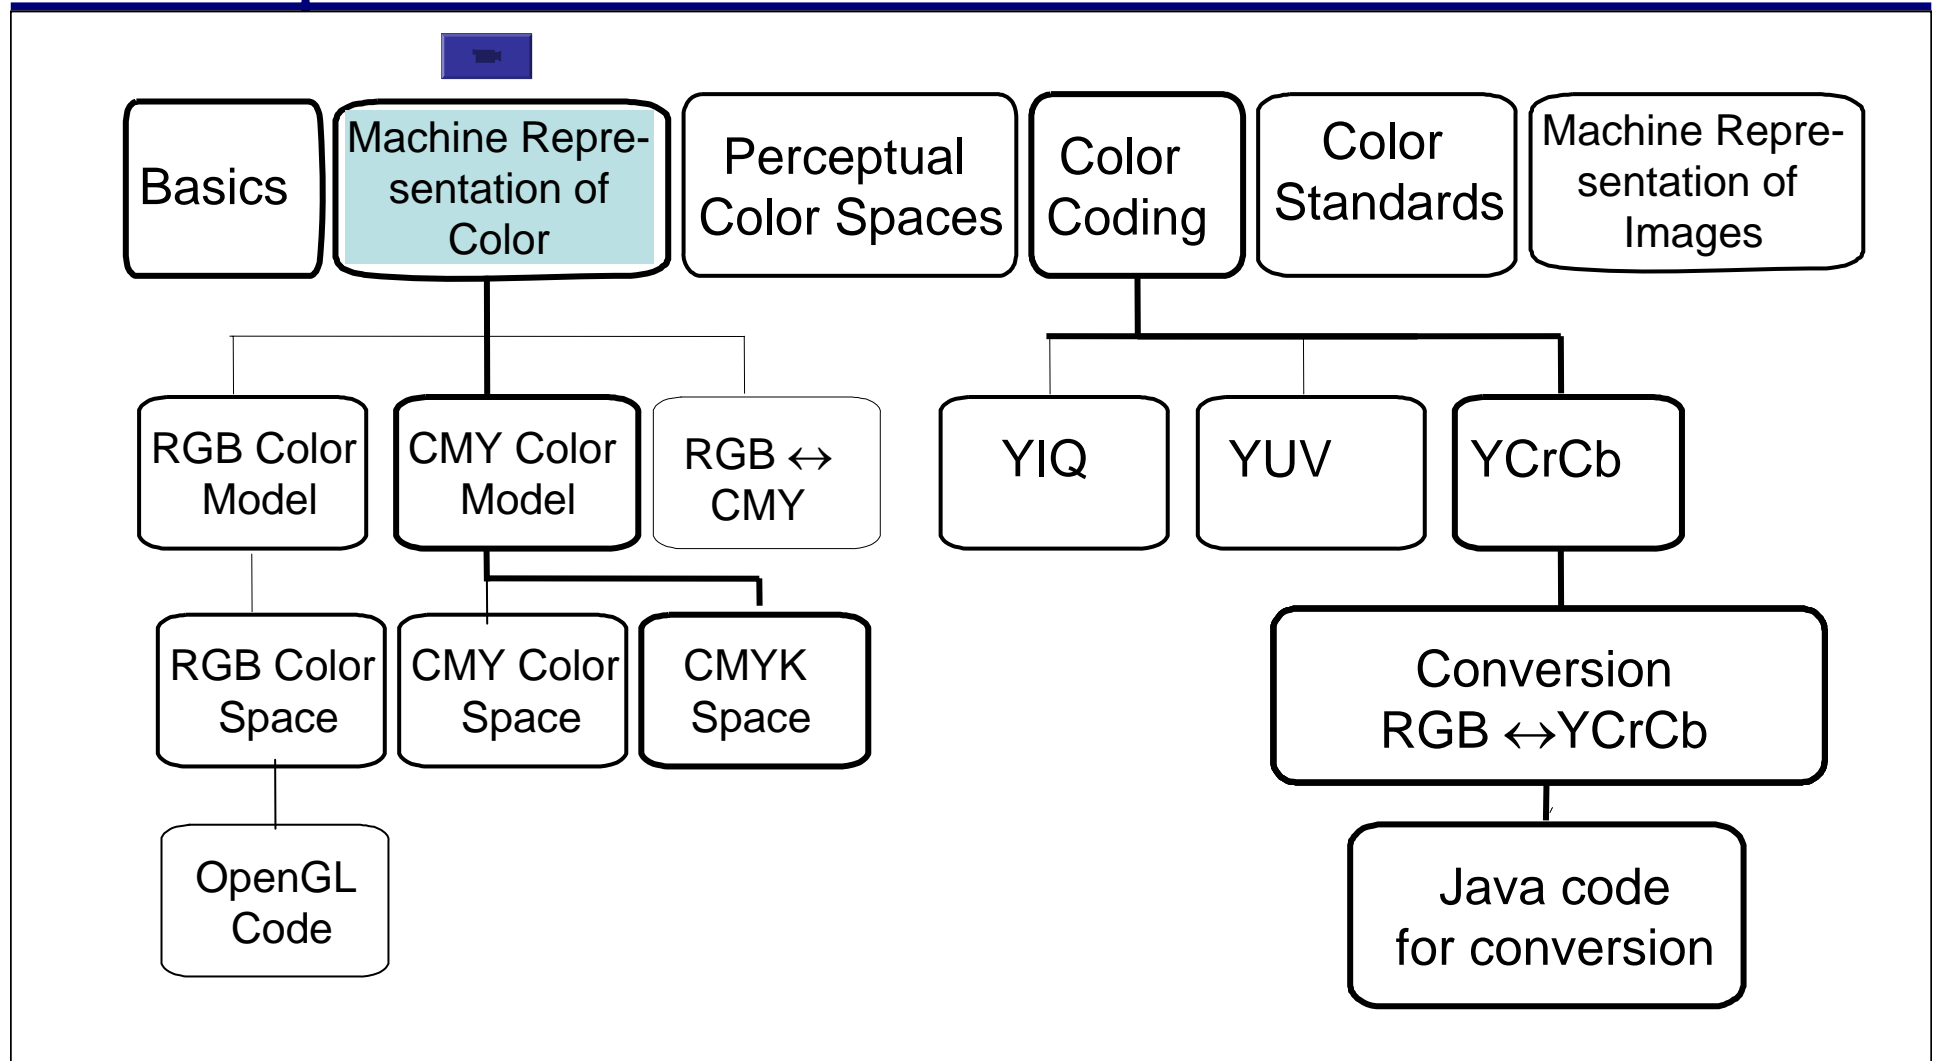 Basics
Machine Repre-
sentation of
Color
Perceptual
Color Spaces
Color
Coding
Color
Standards
Machine Repre-
sentation of
Images
RGB Color
Model
CMY Color
Model
RGB ↔
CMY
YIQ
YUV
YCrCb
RGB Color
Space
CMY Color
Space
CMYK
Space
Conversion
RGB ↔YCrCb
OpenGL
Code
Java code
for conversion